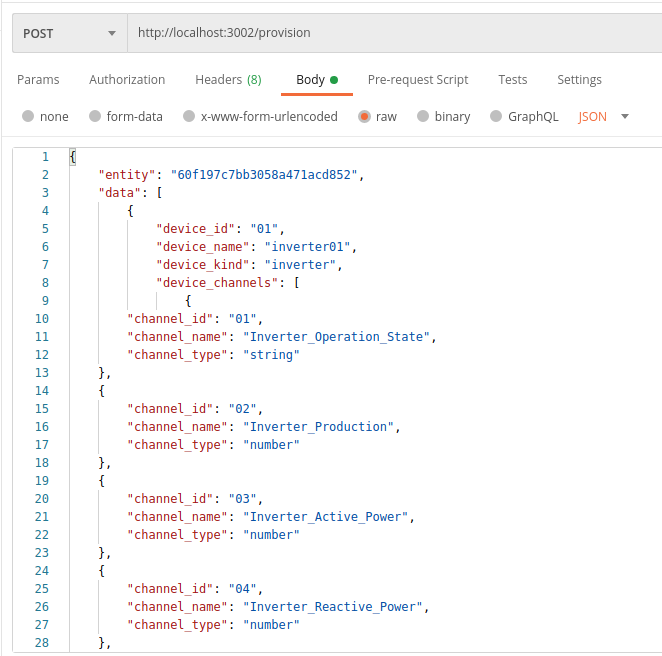 POST http://localhost:3002/provision
Params Authorization Headers (8) Body Pre-request Script Tests Settings
none form-data x-www-form-urlencoded raw binary GraphQL JSON
1 {
2 "entity": "60f197c7bb3058a471acd852",
3 "data": [
4 {
5 "device_id": "01",
6 "device_name": "inverter01",
7 "device_kind": "inverter",
8 "device_channels": [
9 {
10 "channel_id": "01",
11 "channel_name": "Inverter_Operation_State",
12 "channel_type": "string"
13 },
14 {
15 "channel_id": "02",
16 "channel_name": "Inverter_Production",
17 "channel_type": "number"
18 },
19 {
20 "channel_id": "03",
21 "channel_name": "Inverter_Active_Power",
22 "channel_type": "number"
23 },
24 {
25 "channel_id": "04",
26 "channel_name": "Inverter_Reactive_Power",
27 "channel_type": "number"
28 },